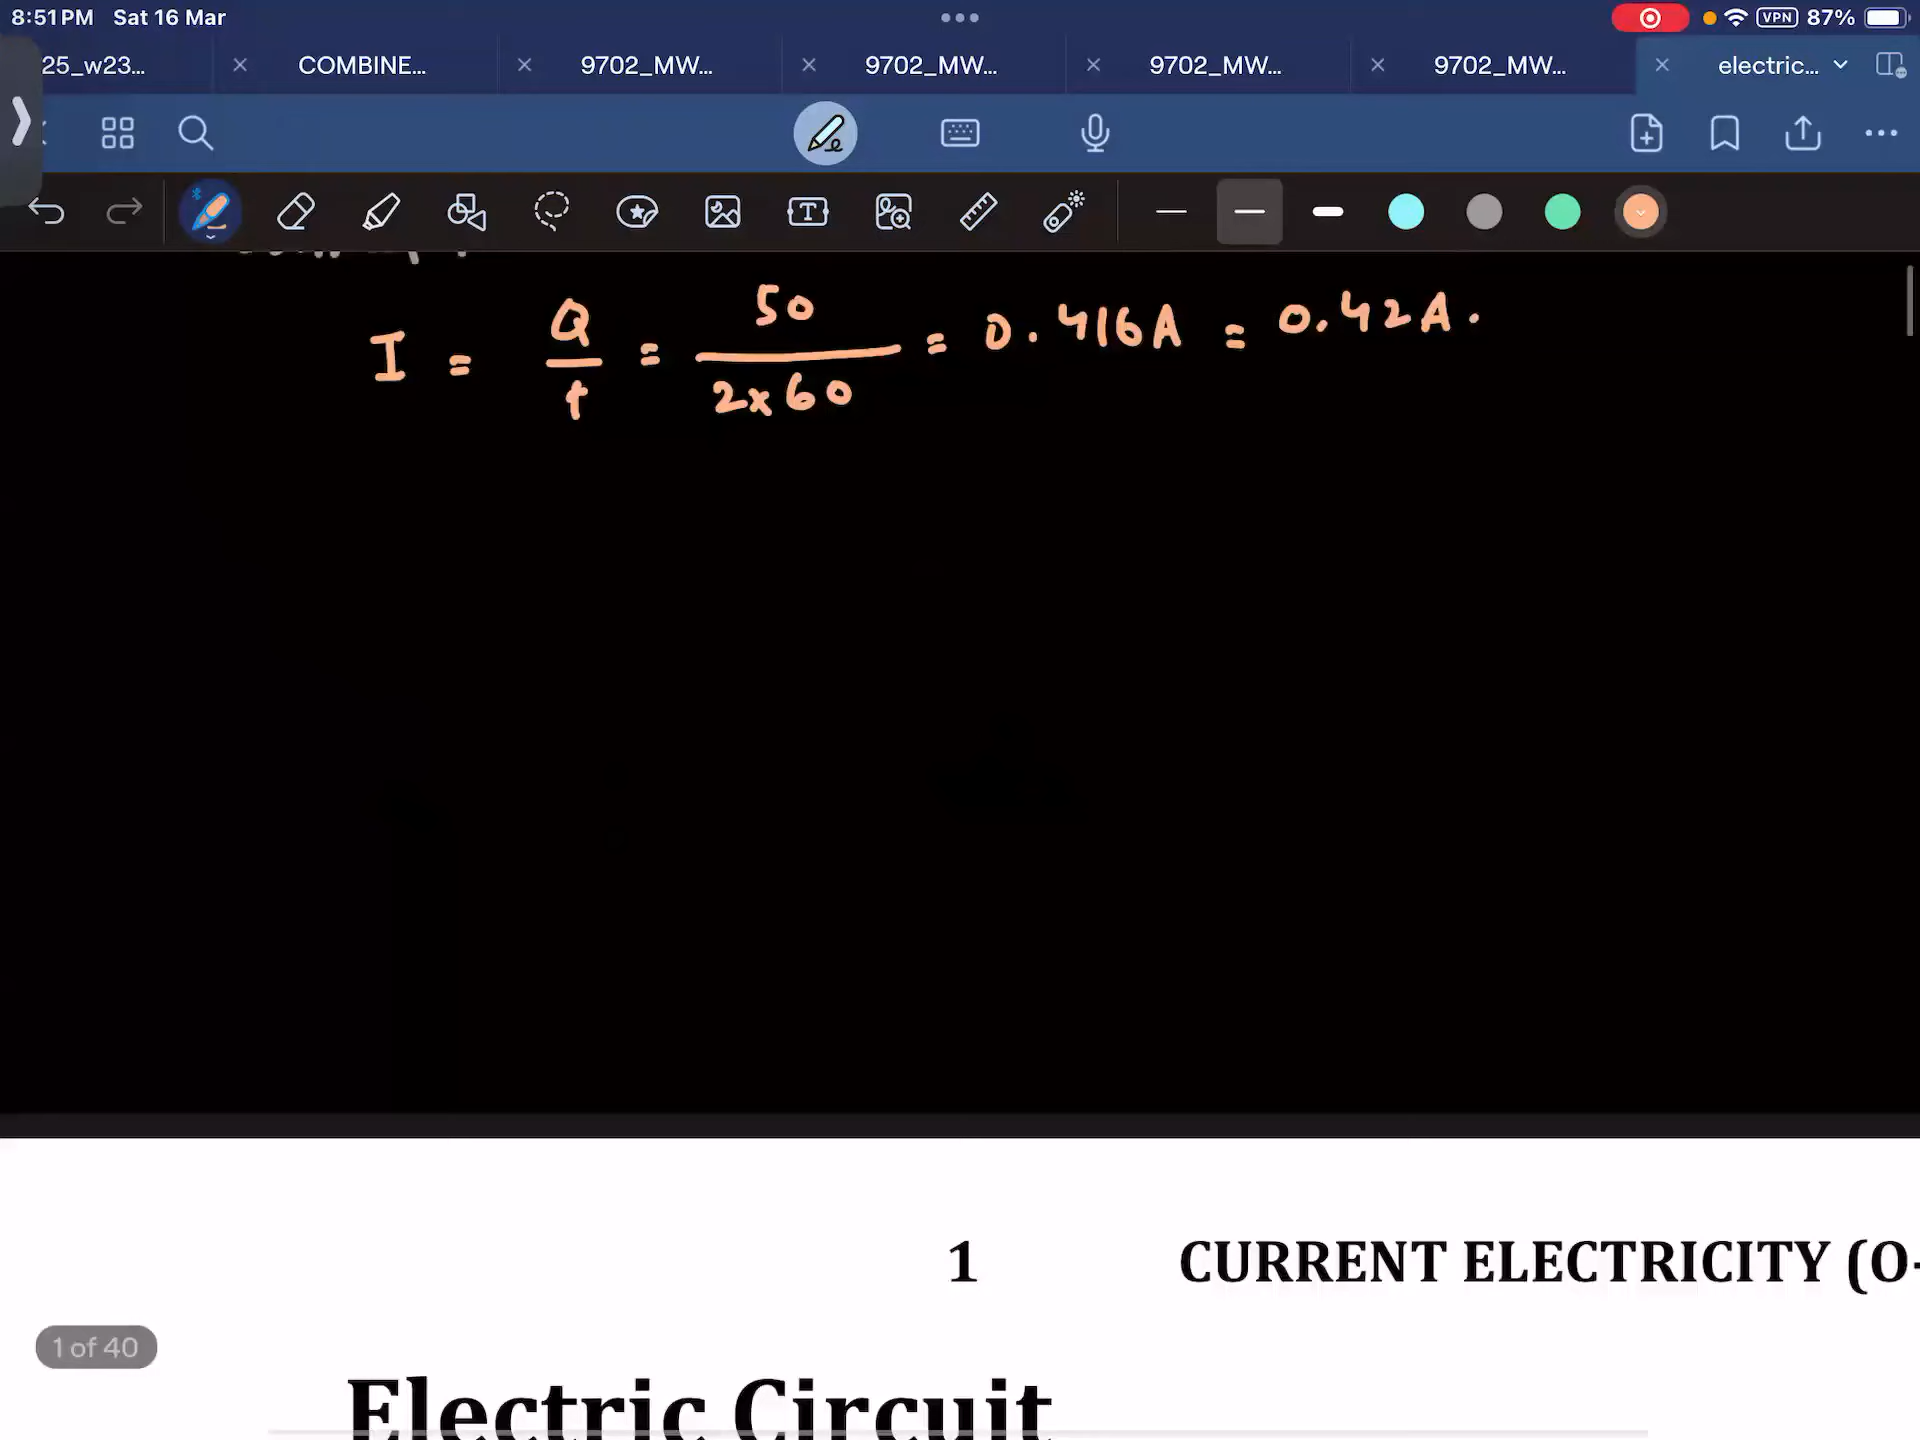 8:51 PM Sat 16 Mar
VPN 87%
25_w23... COMBINE... 9702_MW... 9702_MW... 9702_MW... 9702_MW... electric...
I = Q/t = 50/2x60 = 0.416A = 0.42A.
1 CURRENT ELECTRICITY (O-
1 of 40
Electric Circuit